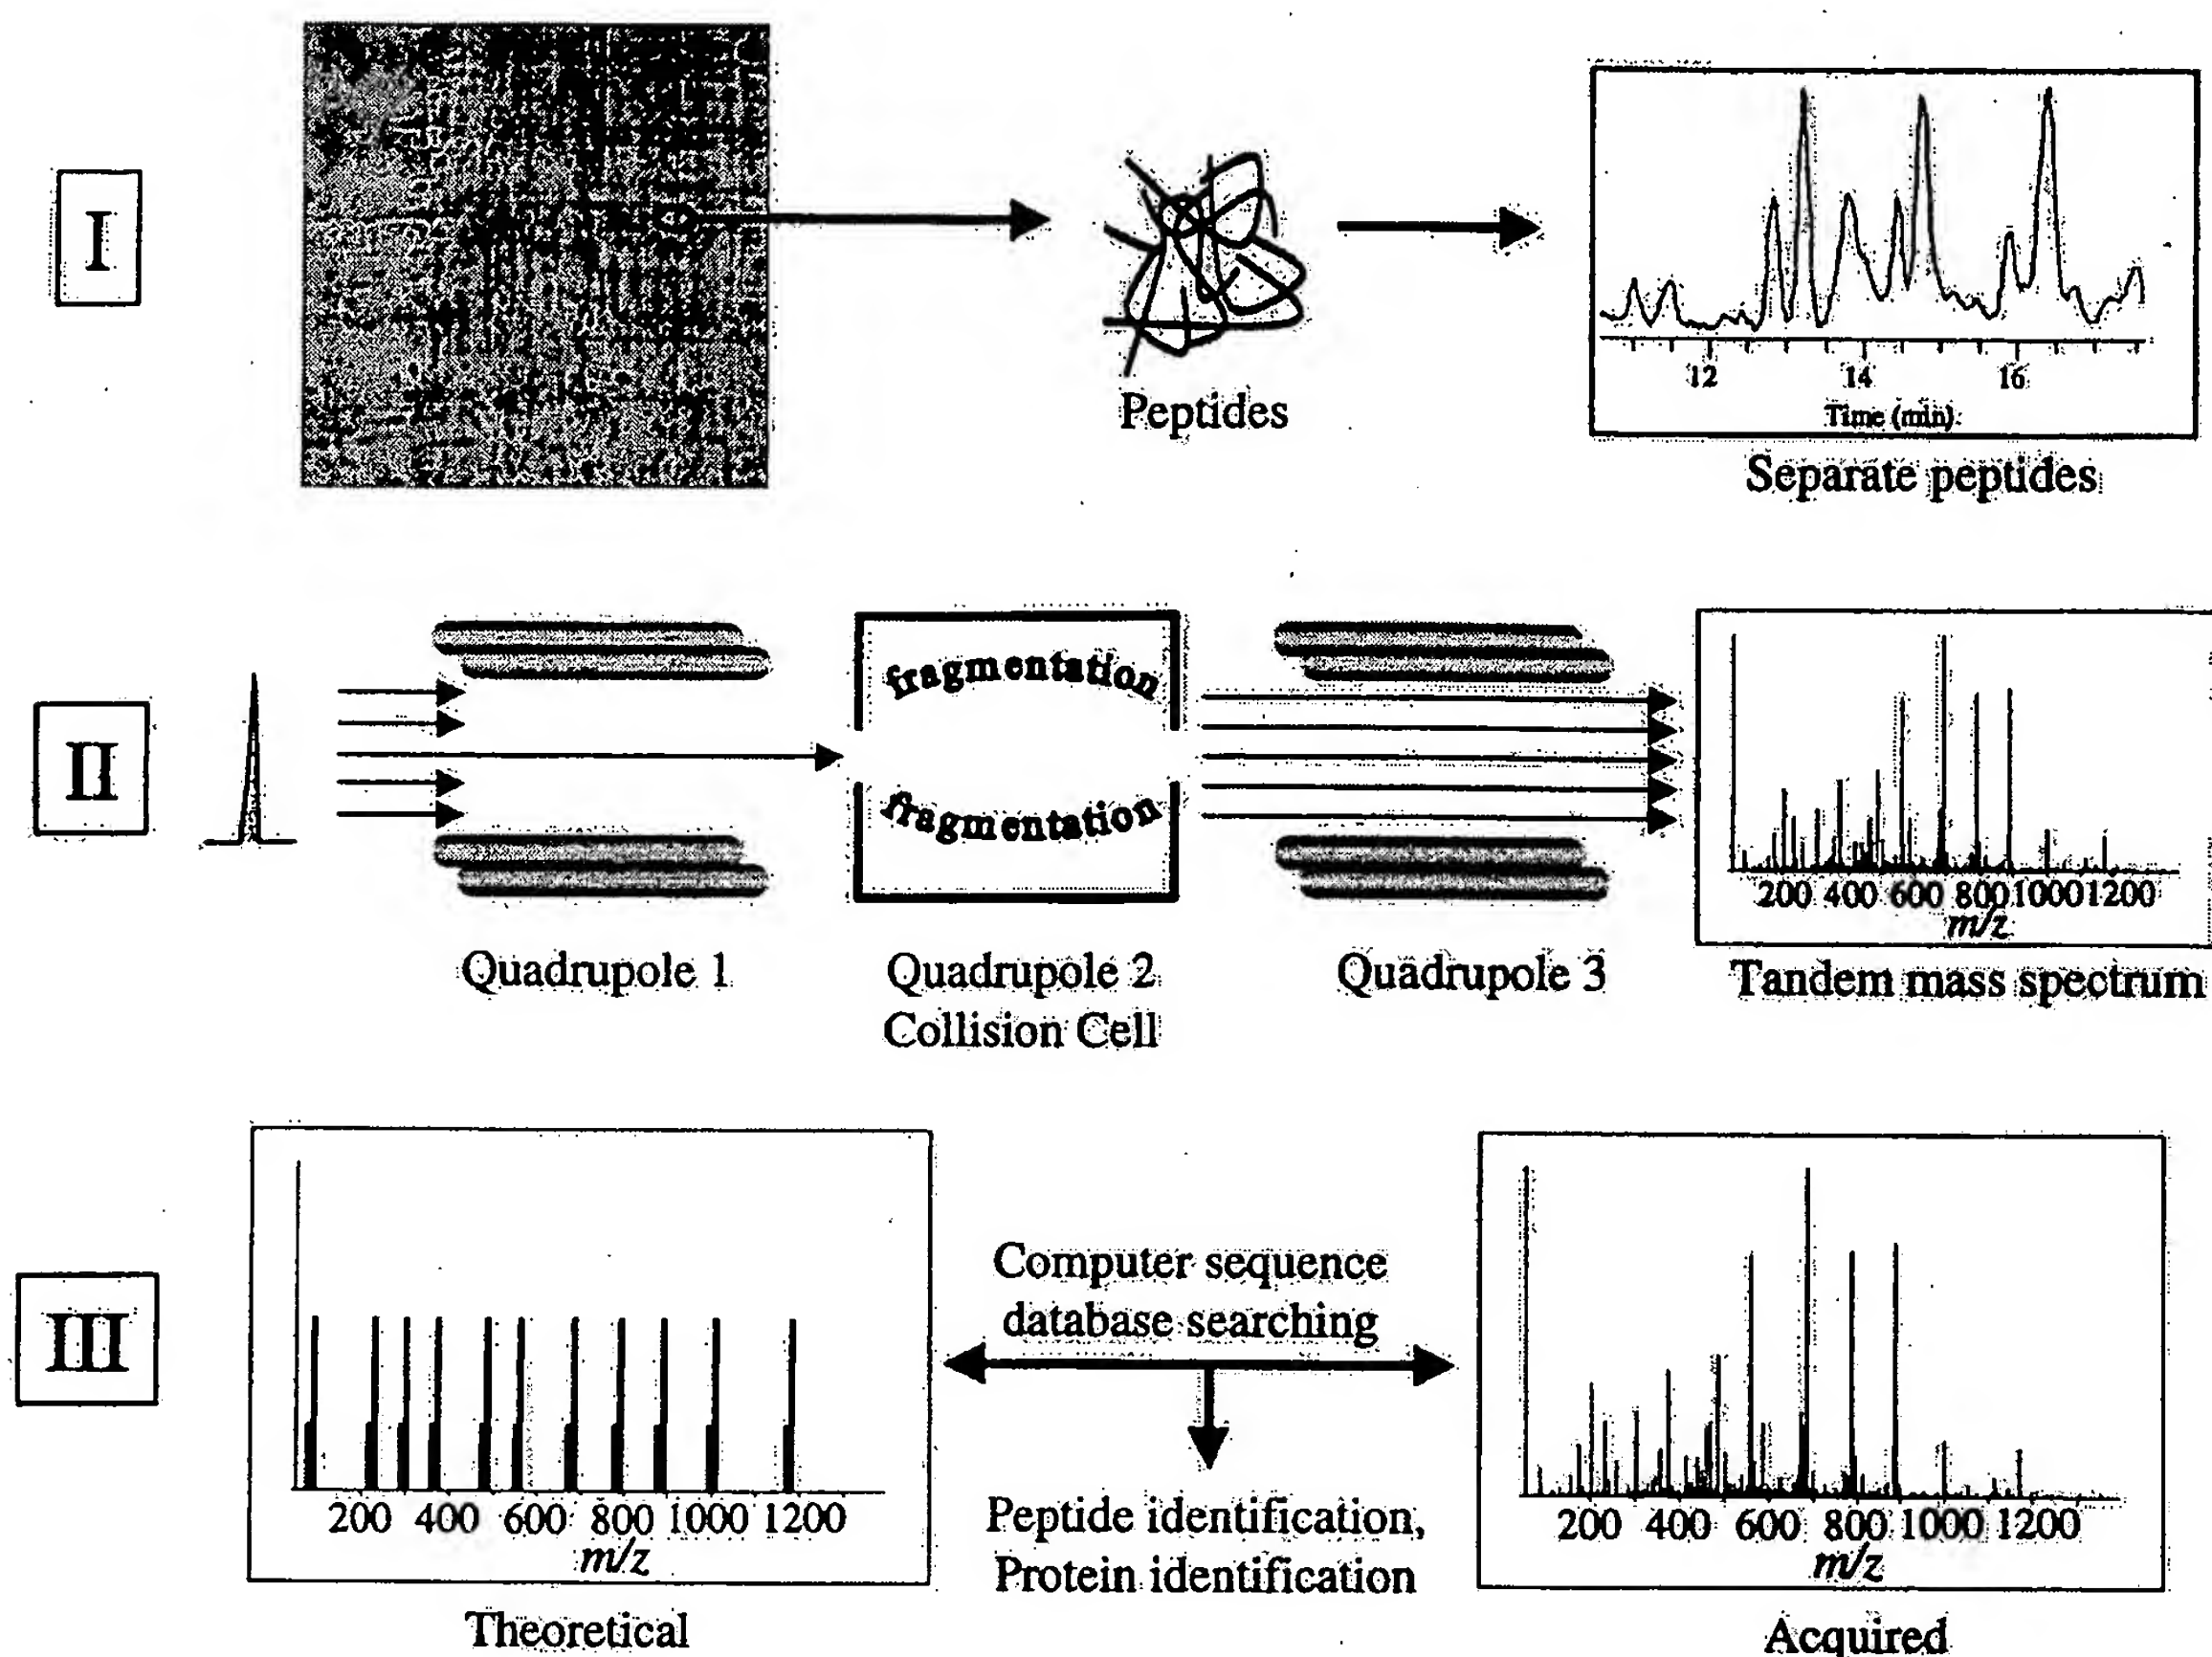 I
Peptides
12 14 16
Time (min)
Separate peptides
II
fragmentation
fragmentation
200 400 600 800 1000 1200
m/z
Quadrupole 1
Quadrupole 2
Collision Cell
Quadrupole 3
Tandem mass spectrum
III
Computer sequence
database searching
Peptide identification,
Protein identification
200 400 600 800 1000 1200
m/z
Theoretical
200 400 600 800 1000 1200
m/z
Acquired